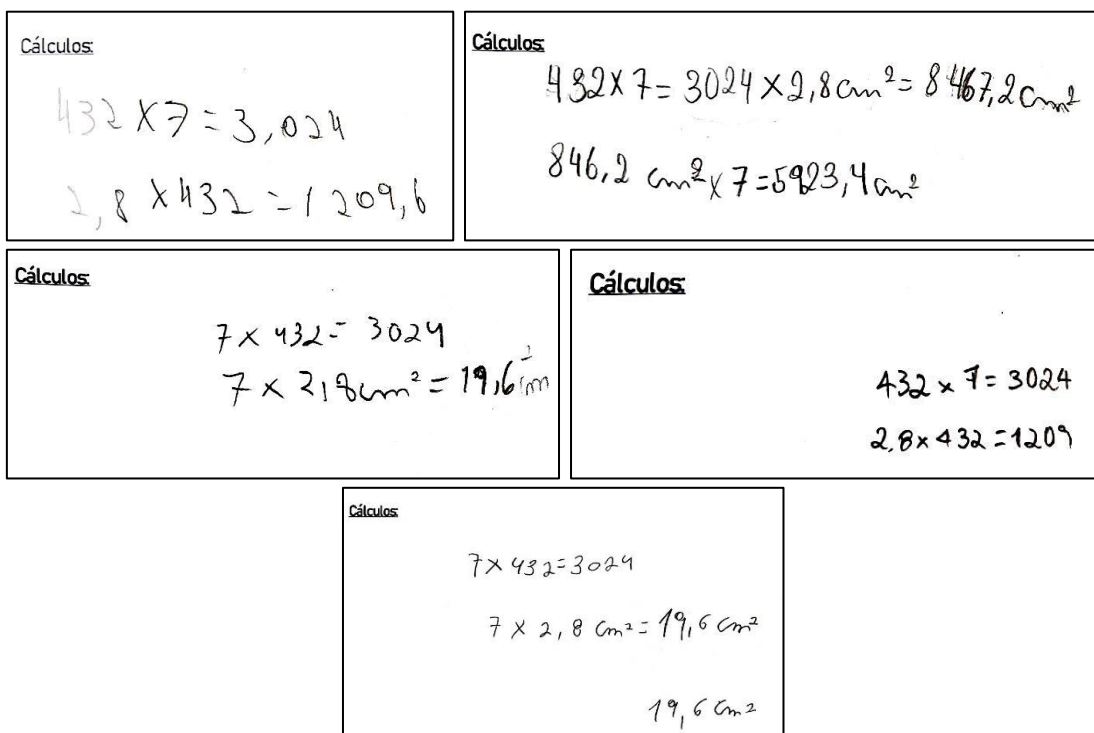 Cálculos:
432 x 7 = 3,024
2,8 x 432 = 1209,6
Cálculos:
432 x 7 = 3024 x 2,8 cm² = 8467,2 cm²
846,2 cm² x 7 = 5923,4 cm²
Cálculos:
7 x 432 = 3024
7 x 2,8 cm² = 19,6 cm²
Cálculos:
432 x 7 = 3024
2,8 x 432 = 1209
Cálculos:
7 x 432 = 3024
7 x 2,8 cm² = 19,6 cm²
19,6 cm²